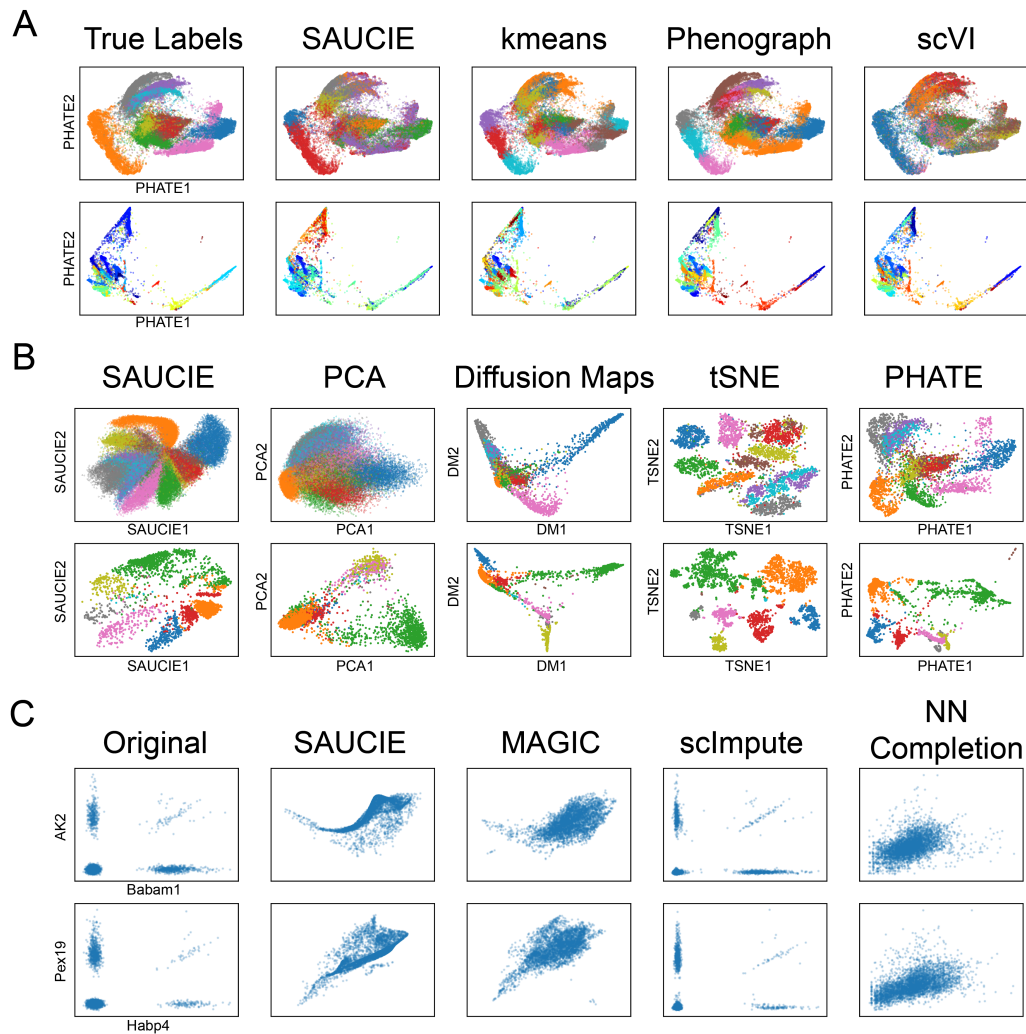 A
True Labels SAUCIE kmeans Phenograph scVI
PHATE2
PHATE1
PHATE2
PHATE1
B
SAUCIE PCA Diffusion Maps tSNE PHATE
SAUCIE2 PCA2 DM2 TSNE2 PHATE2
SAUCIE1 PCA1 DM1 TSNE1 PHATE1
SAUCIE2 PCA2 DM2 TSNE2 PHATE2
SAUCIE1 PCA1 DM1 TSNE1 PHATE1
C
Original SAUCIE MAGIC scImpute NN
Completion
AK2
Babam1
Pex19
Habp4